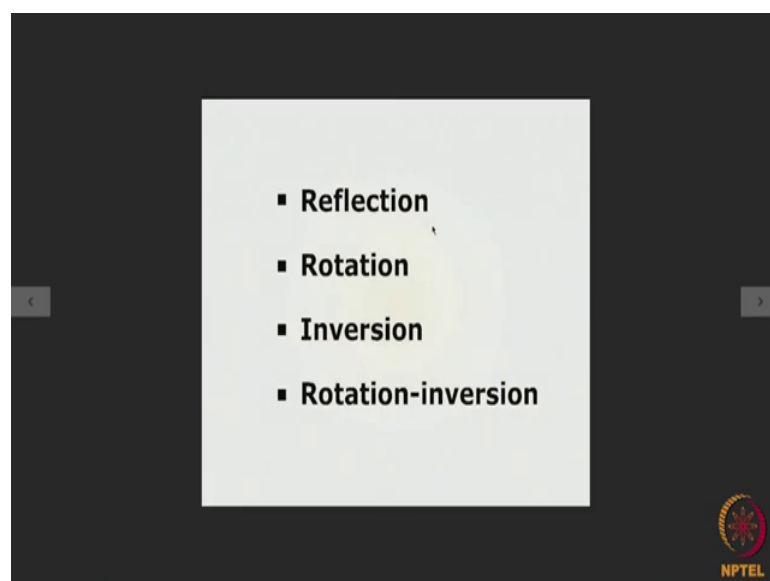 ▪ Reflection
▪ Rotation
▪ Inversion
▪ Rotation-inversion
NPTEL